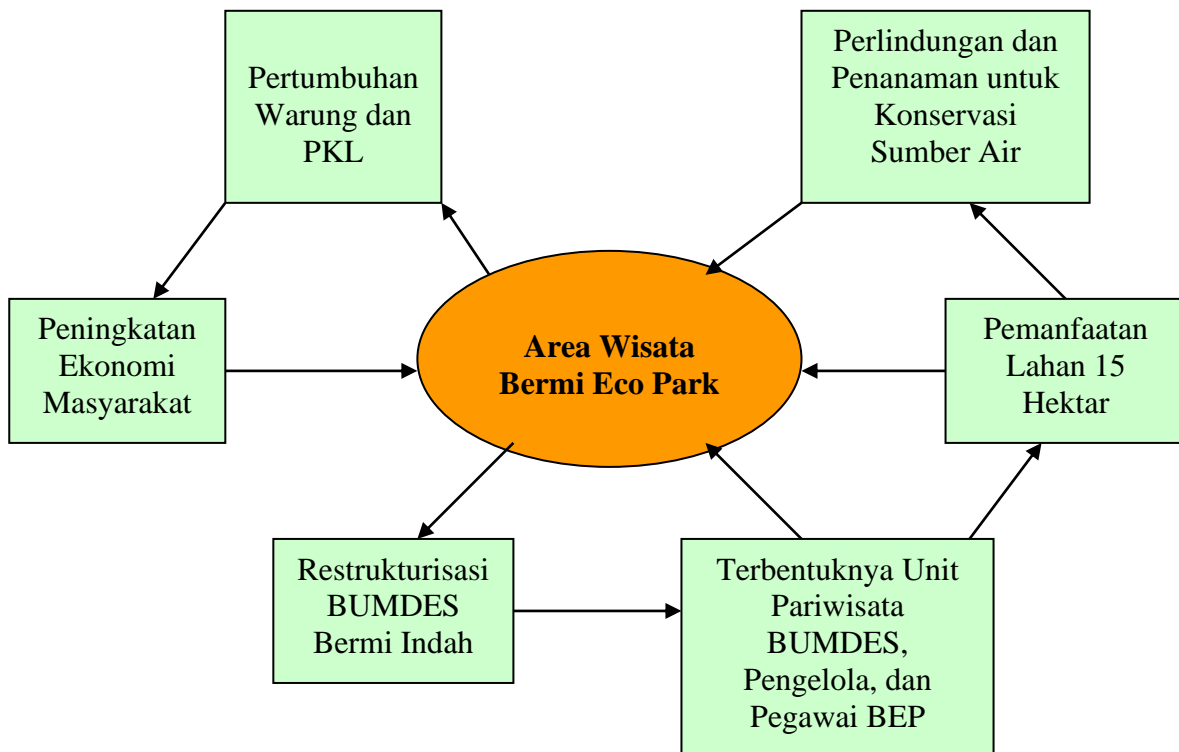 Pertumbuhan
Warung dan
PKL
Perlindungan dan
Penanaman untuk
Konservasi
Sumber Air
Peningkatan
Ekonomi
Masyarakat
Area Wisata
Bermi Eco Park
Pemanfaatan
Lahan 15
Hektar
Restrukturisasi
BUMDES
Bermi Indah
Terbentuknya Unit
Pariwisata
BUMDES,
Pengelola, dan
Pegawai BEP